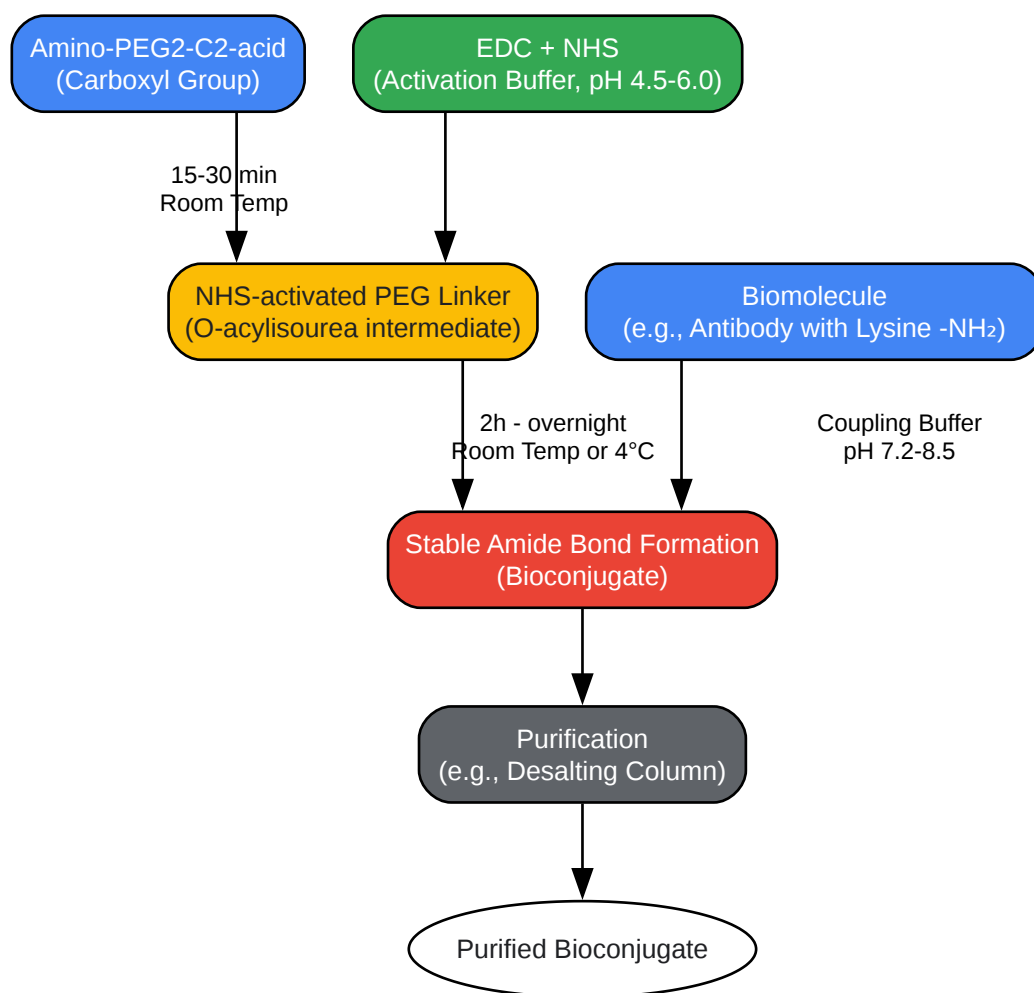 Amino-PEG2-C2-acid
(Carboxyl Group)
EDC + NHS
(Activation Buffer, pH 4.5-6.0)
15-30 min
Room Temp
NHS-activated PEG Linker
(O-acylisourea intermediate)
Biomolecule
(e.g., Antibody with Lysine -NH₂)
2h - overnight
Room Temp or 4°C
Coupling Buffer
pH 7.2-8.5
Stable Amide Bond Formation
(Bioconjugate)
Purification
(e.g., Desalting Column)
Purified Bioconjugate